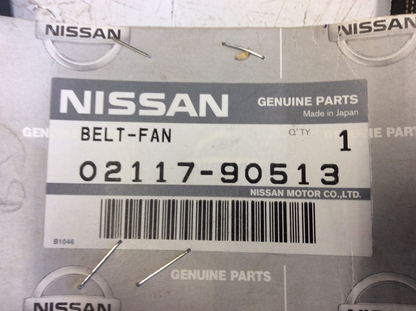 NISSAN
NISSAN
NISSAN GENUINE PARTS
Made in Japan
BELT-FAN Q'TY 1
02117-90513
NISSAN MOTOR CO.,LTD.
B1046
GENUINE PARTS
NISSAN
NISSAN